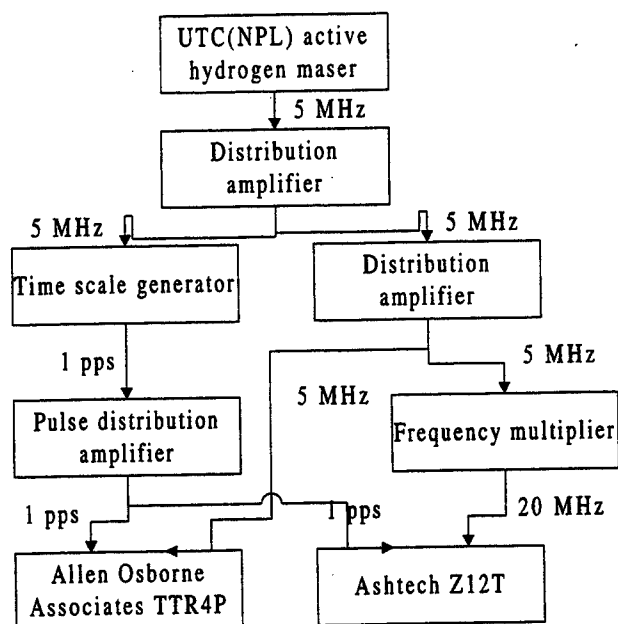 UTC(NPL) active
hydrogen maser
5 MHz
Distribution
amplifier
5 MHz
5 MHz
Time scale generator
Distribution
amplifier
1 pps
5 MHz
5 MHz
Pulse distribution
amplifier
Frequency multiplier
1 pps
1 pps
20 MHz
Allen Osborne
Associates TTR4P
Ashtech Z12T